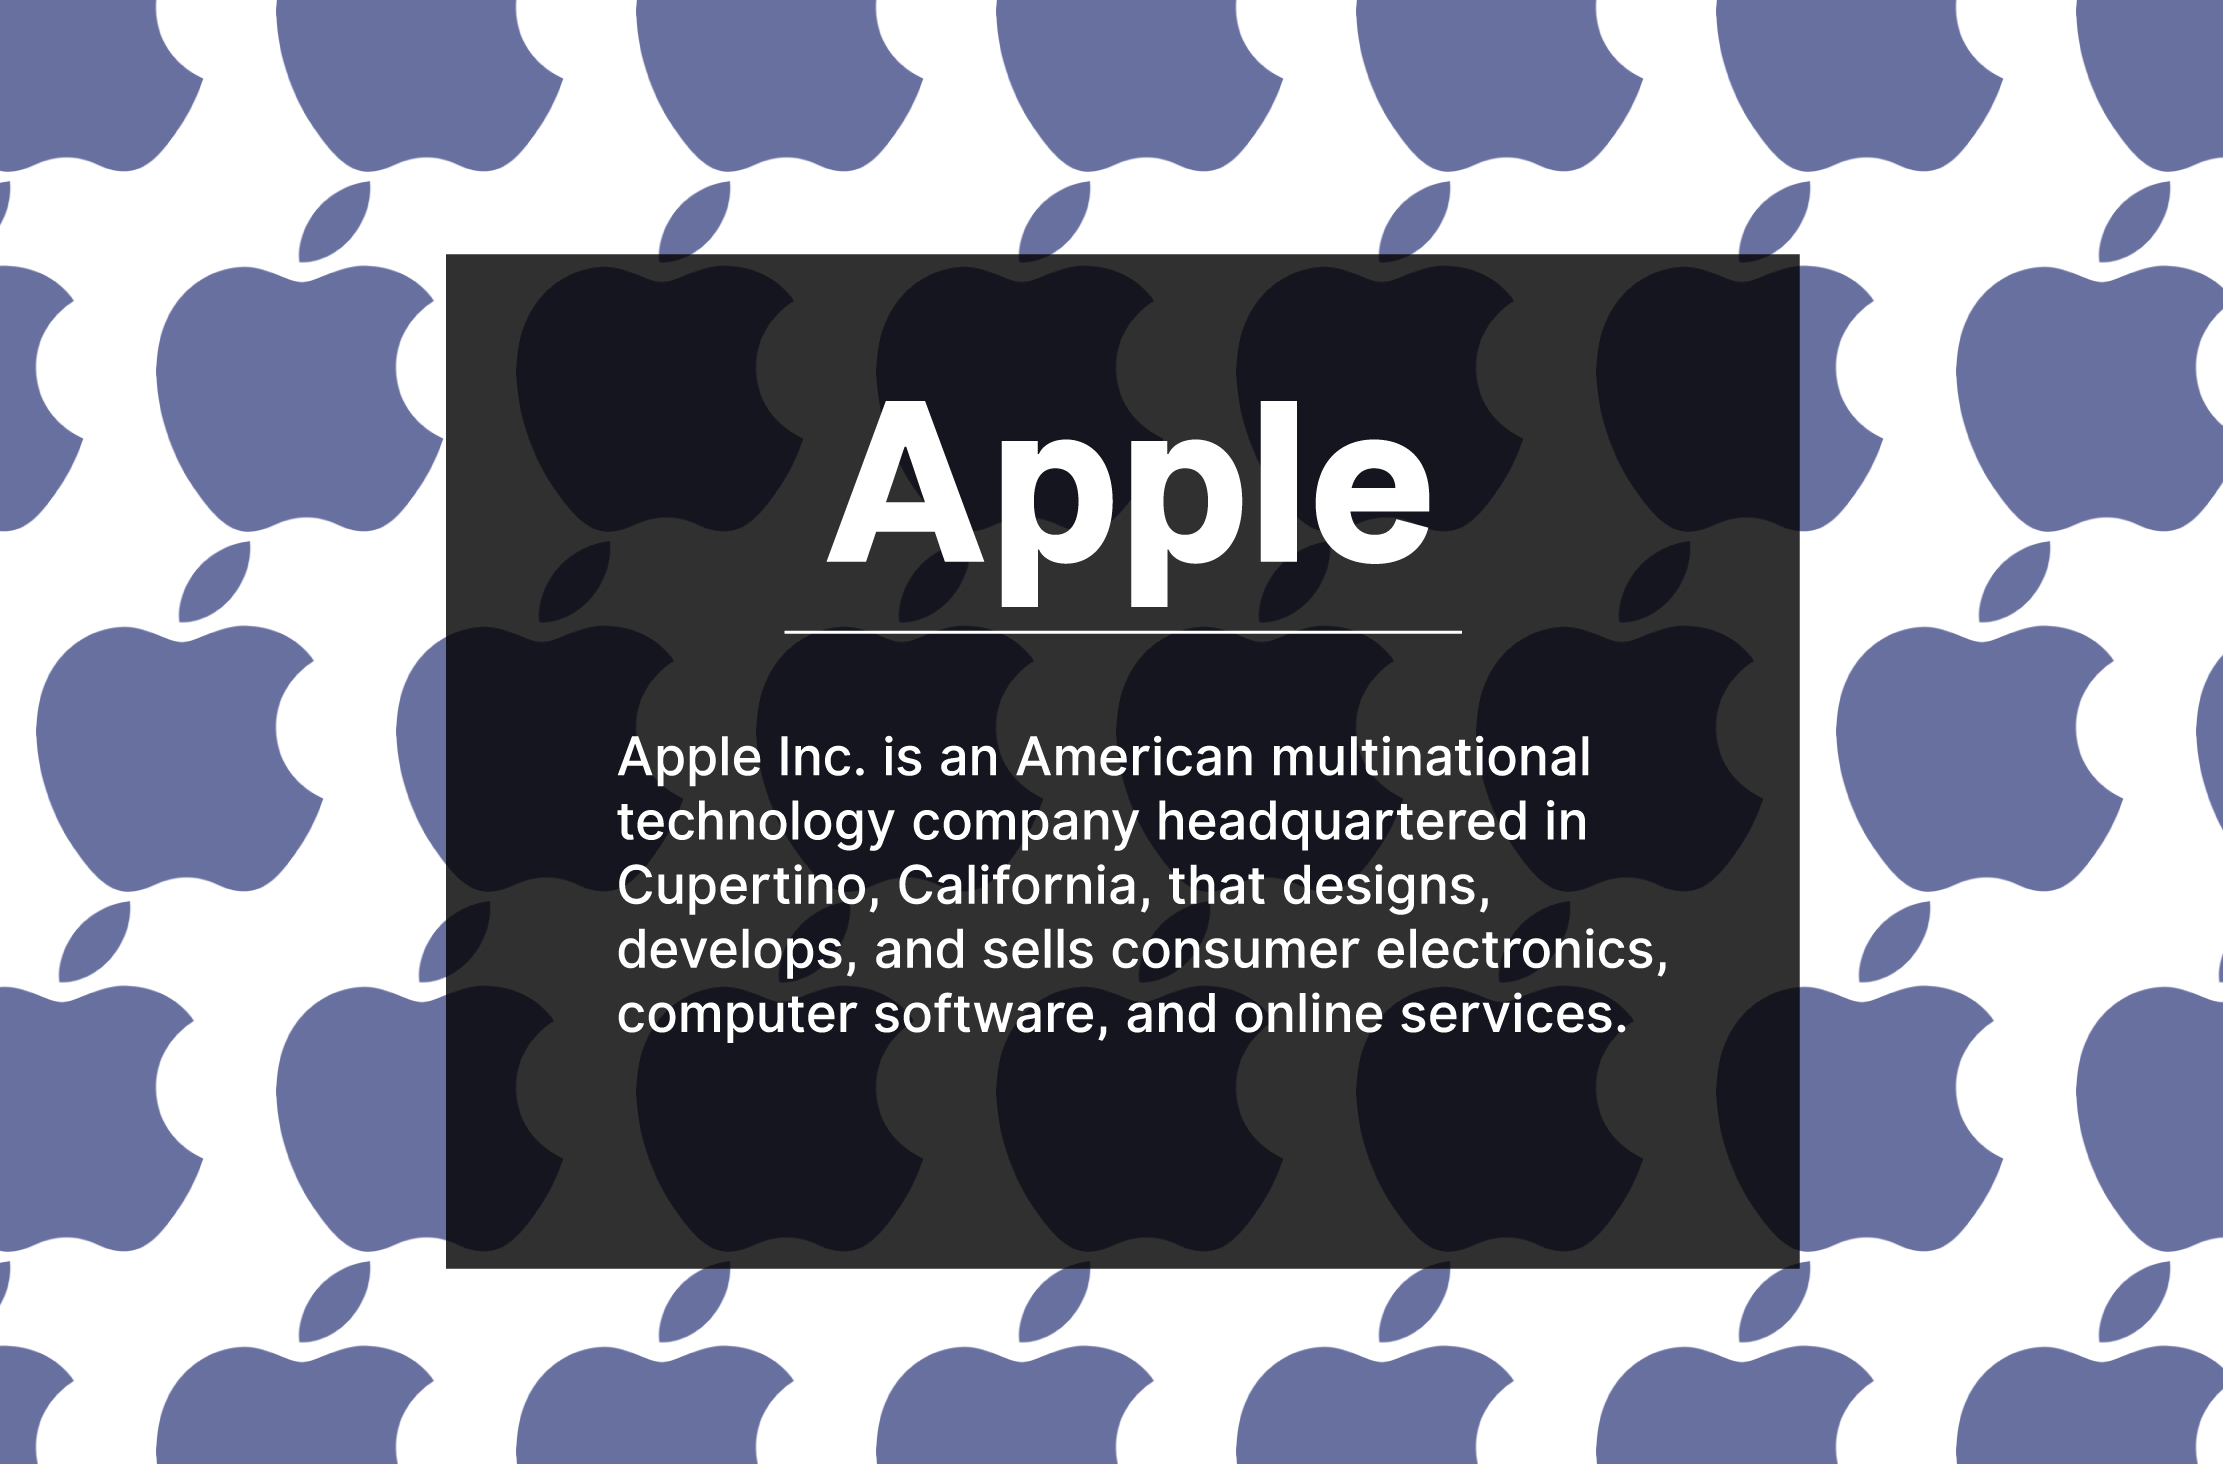 Apple
Apple Inc. is an American multinational
technology company headquartered in
Cupertino, California, that designs,
develops, and sells consumer electronics,
computer software, and online services.